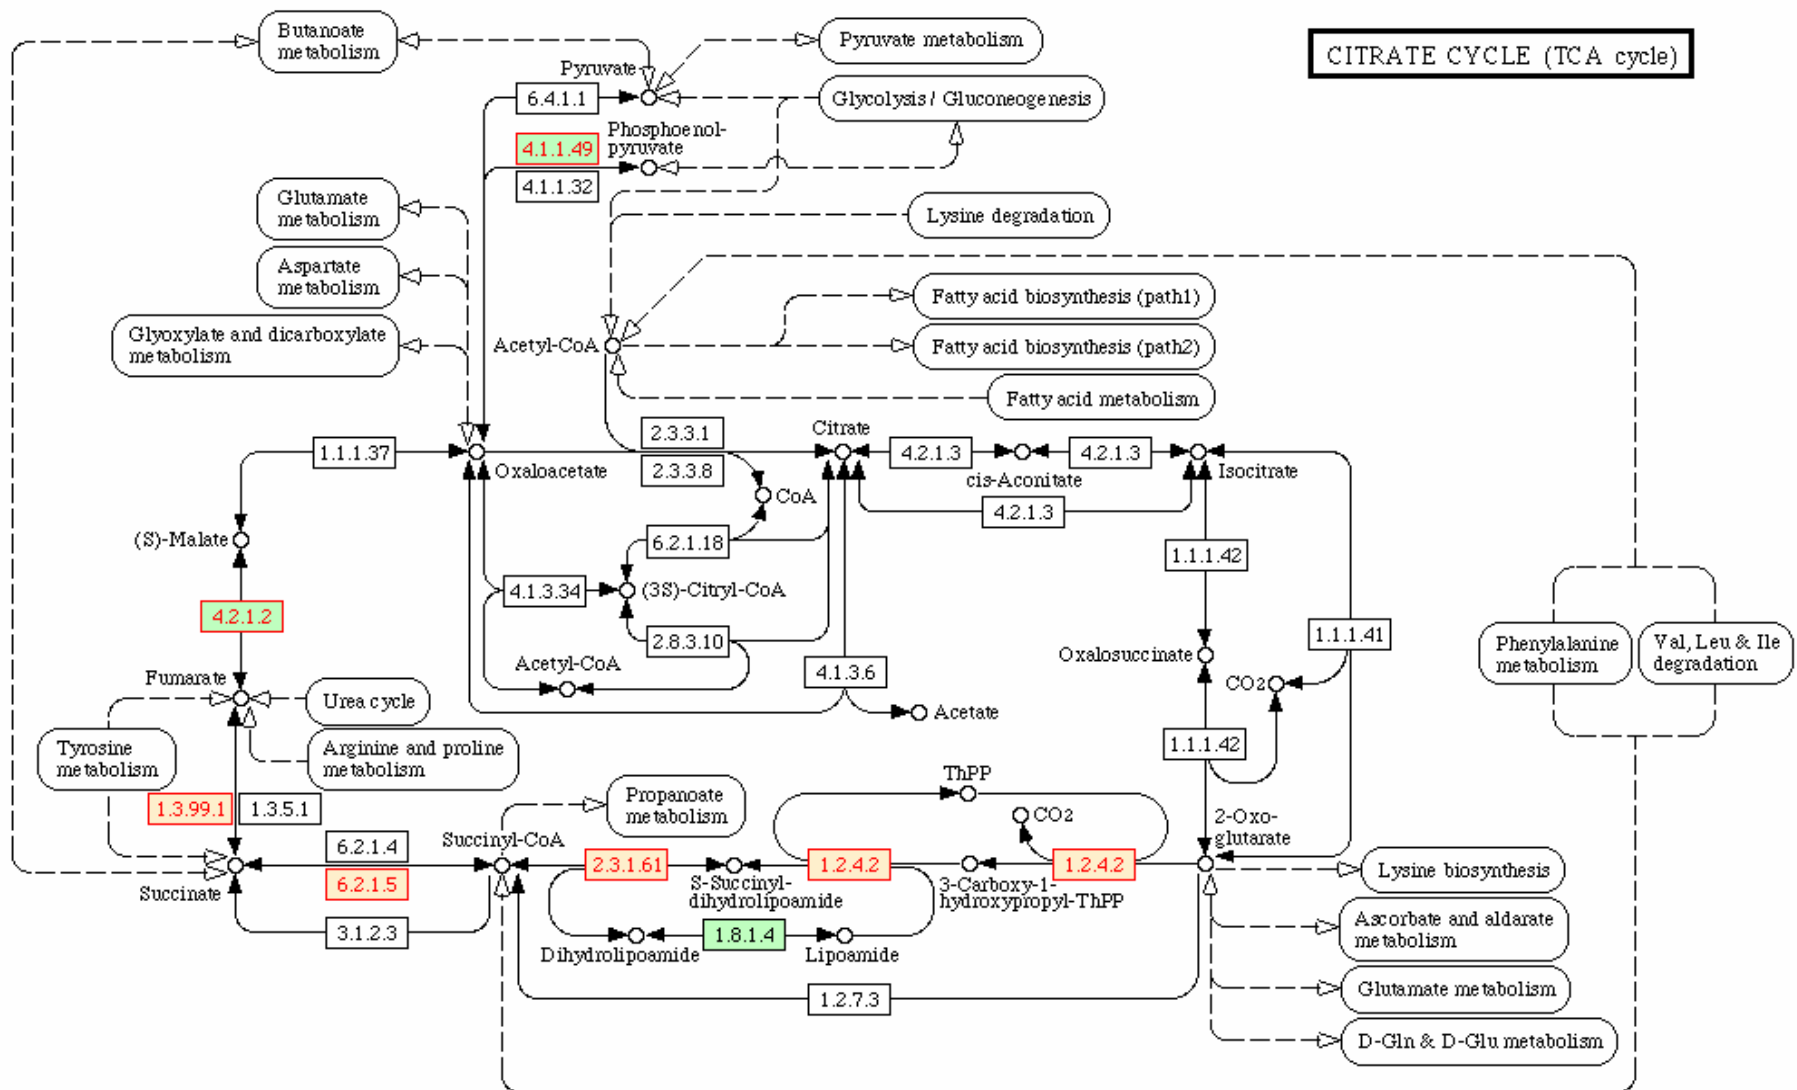 Butanoate
metabolism
Pyruvate metabolism
CITRATE CYCLE (TCA cycle)
Pyruvate
6.4.1.1
Glycolysis / Gluconeogenesis
4.1.1.49
Phosphoenol-
pyruvate
4.1.1.32
Glutamate
metabolism
Lysine degradation
Aspartate
metabolism
Fatty acid biosynthesis (path1)
Glyoxylate and dicarboxylate
metabolism
Acetyl-CoA
Fatty acid biosynthesis (path2)
Fatty acid metabolism
1.1.1.37
Oxaloacetate
2.3.3.1
2.3.3.8
Citrate
4.2.1.3
cis-Aconitate
4.2.1.3
Isocitrate
CoA
4.2.1.3
(S)-Malate
6.2.1.18
1.1.1.42
4.1.3.34
(3S)-Citryl-CoA
4.2.1.2
2.8.3.10
1.1.1.41
Oxalosuccinate
Phenylalanine
metabolism
Val, Leu & Ile
degradation
Acetyl-CoA
4.1.3.6
CO2
Fumarate
Urea cycle
Acetate
Tyrosine
metabolism
Arginine and proline
metabolism
1.1.1.42
ThPP
1.3.99.1
1.3.5.1
Propanoate
metabolism
CO2
2-Oxo-
glutarate
6.2.1.4
Succinyl-CoA
6.2.1.5
2.3.1.61
1.2.4.2
1.2.4.2
Lysine biosynthesis
Succinate
S-Succinyl-
dihydrolipoamide
3-Carboxy-1-
hydroxypropyl-ThPP
3.1.2.3
1.8.1.4
Ascorbate and aldarate
metabolism
Dihydrolipoamide
Lipoamide
1.2.7.3
Glutamate metabolism
D-Gln & D-Glu metabolism